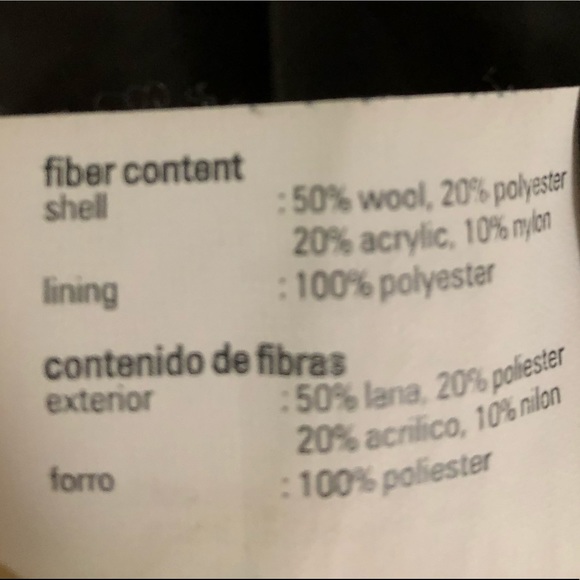 fiber content
shell : 50% wool, 20% polyester
20% acrylic, 10% nylon
lining : 100% polyester
contenido de fibras
exterior : 50% lana, 20% poliester
20% acrilico, 10% nilon
forro : 100% poliester